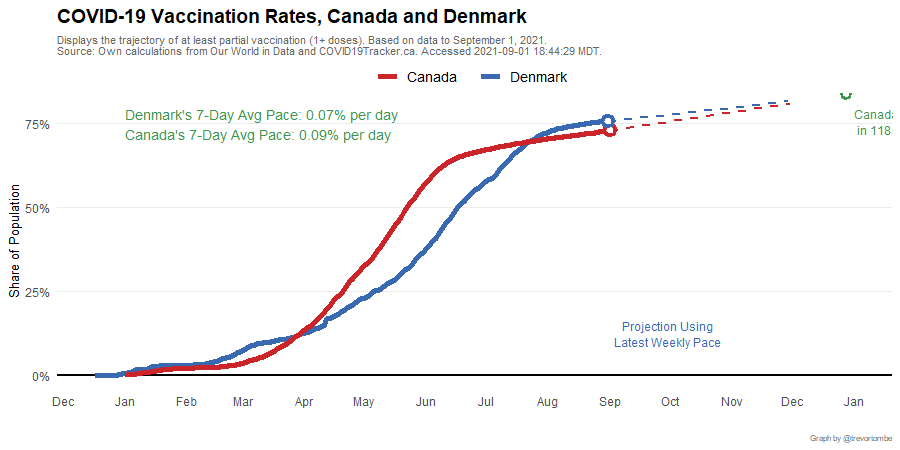 COVID-19 Vaccination Rates, Canada and Denmark
Displays the trajectory of at least partial vaccination (1+ doses). Based on data to September 1, 2021.
Source: Own calculations from Our World in Data and COVID19Tracker.ca. Accessed 2021-09-01 18:44:29 MDT.
Canada Denmark
Denmark's 7-Day Avg Pace: 0.07% per day
Canada's 7-Day Avg Pace: 0.09% per day
Canada
in 118
75%
50%
25%
0%
Share of Population
Projection Using
Latest Weekly Pace
Dec Jan Feb Mar Apr May Jun Jul Aug Sep Oct Nov Dec Jan
Graph by @trevortombe